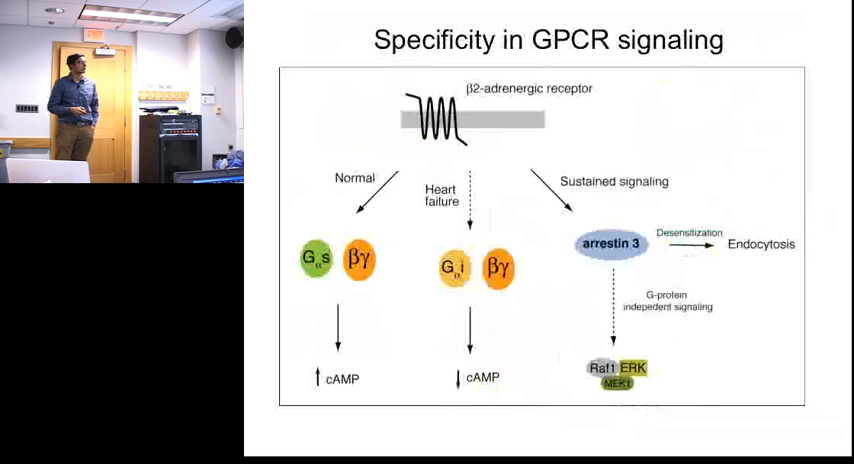 Specificity in GPCR signaling
β2-adrenergic receptor
Normal
Heart
failure
Sustained signaling
Gαs
βγ
Gαi
βγ
arrestin 3
Desensitization
Endocytosis
G-protein
indepedent signaling
↑ cAMP
↓ cAMP
Raf1
ERK
MEK1